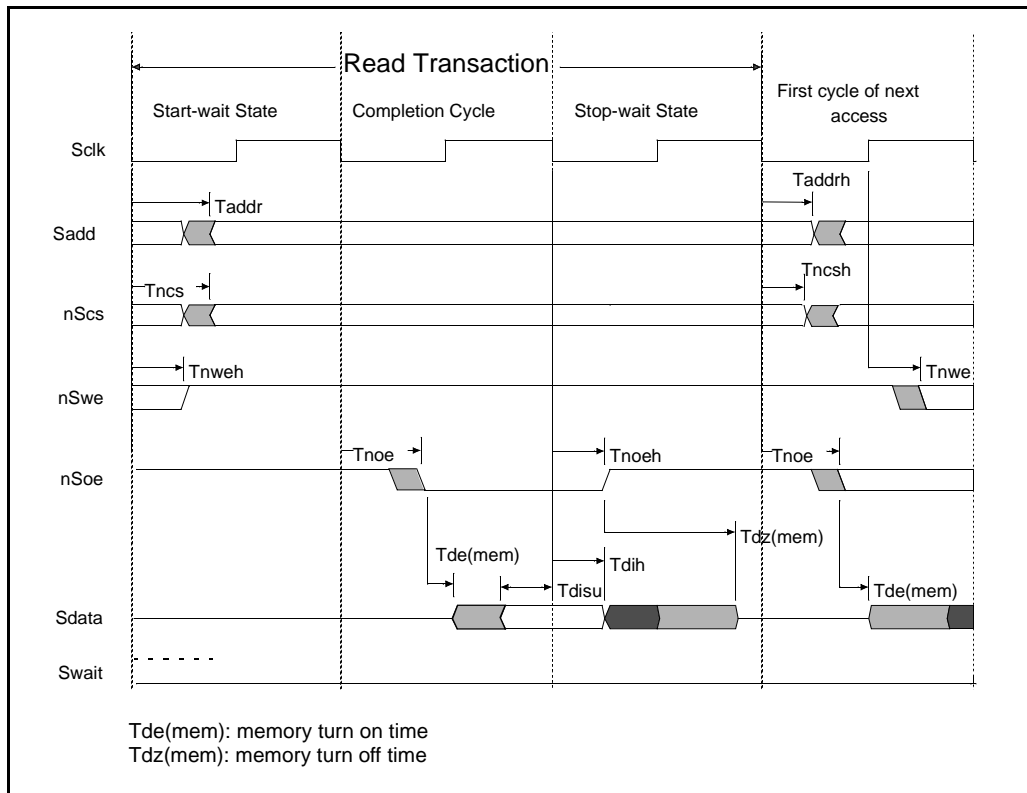 Read Transaction
Start-wait State
Completion Cycle
Stop-wait State
First cycle of next
access
Sclk
Taddr
Taddrh
Sadd
Tncs
Tncsh
nScs
Tnweh
Tnwe
nSwe
Tnoe
Tnoeh
Tnoe
nSoe
Tdz(mem)
Tde(mem)
Tdih
Tdisu
Tde(mem)
Sdata
Swait
Tde(mem): memory turn on time
Tdz(mem): memory turn off time